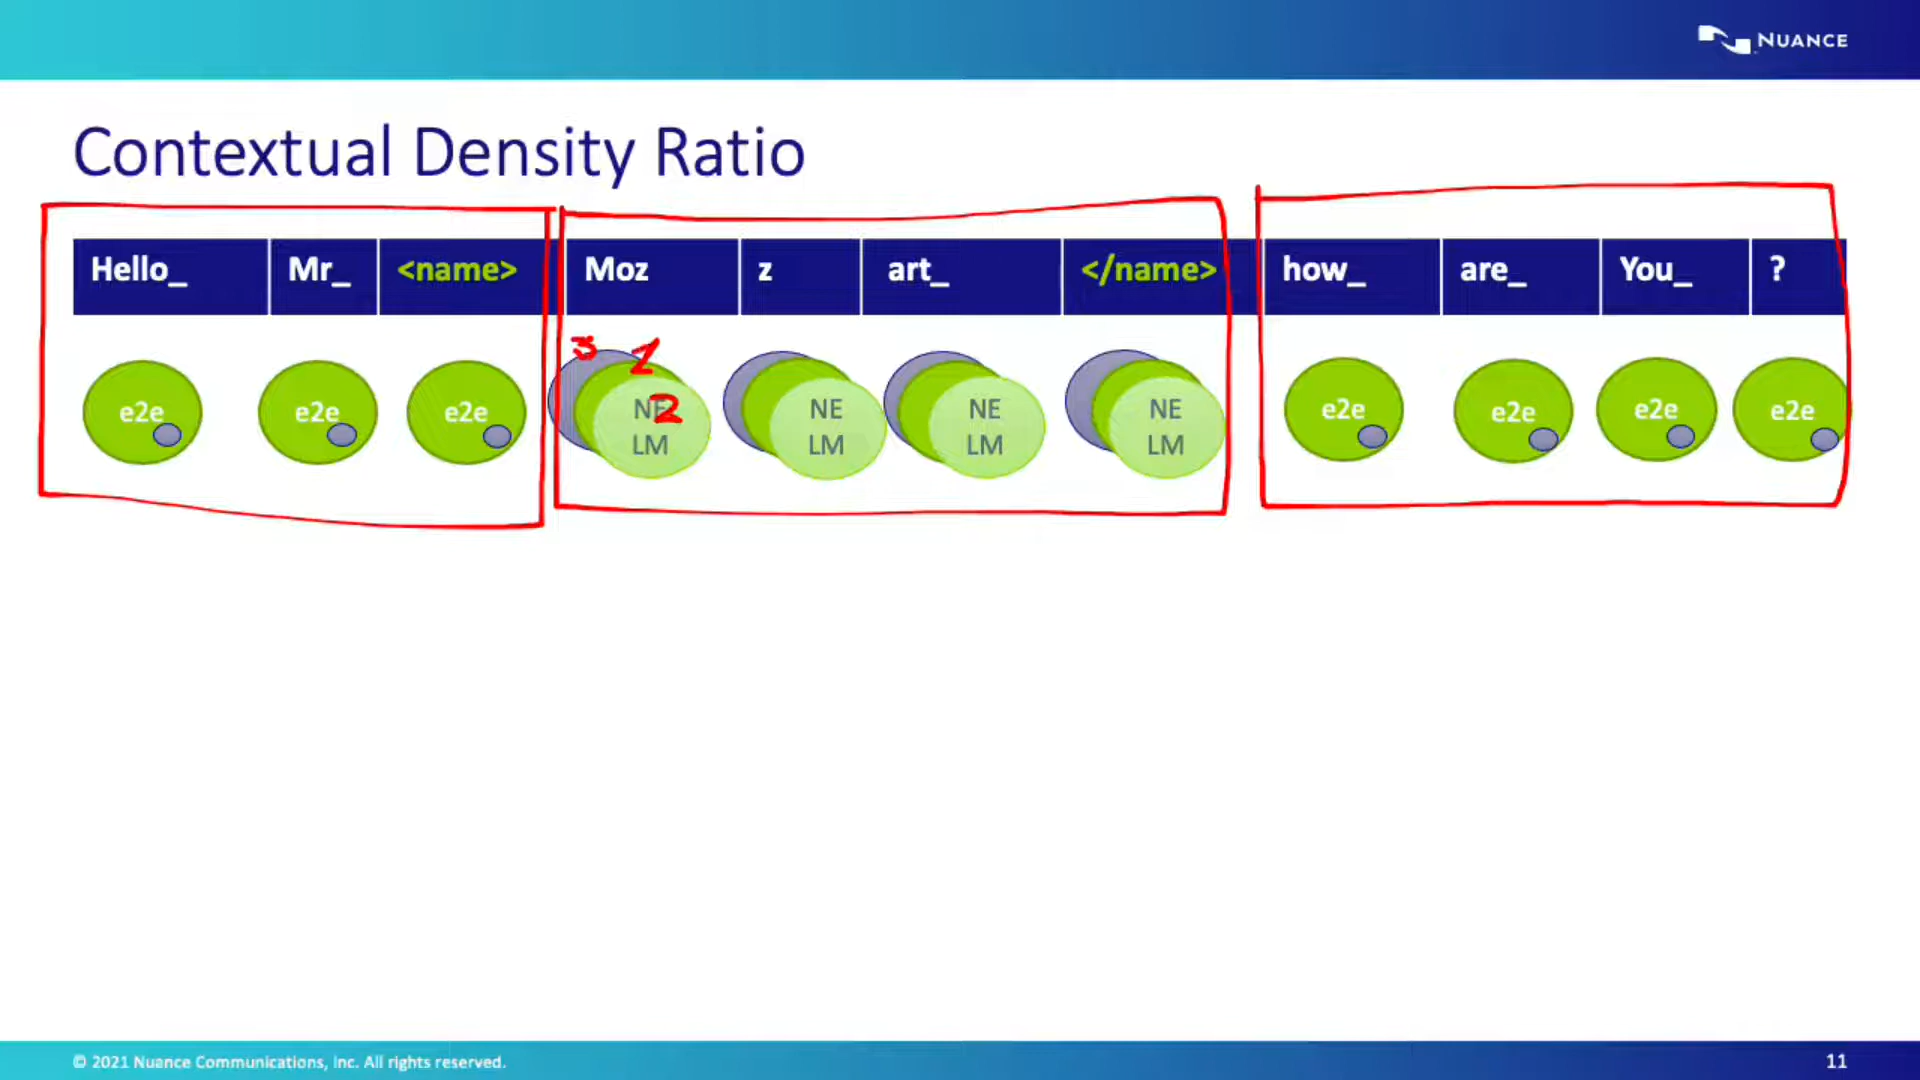 NUANCE
Contextual Density Ratio
Hello_ Mr_ <name> Moz z art_ </name> how_ are_ You_ ?
3 1 2
e2e e2e e2e NE LM NE LM NE LM NE LM e2e e2e e2e e2e
© 2021 Nuance Communications, Inc. All rights reserved.
11